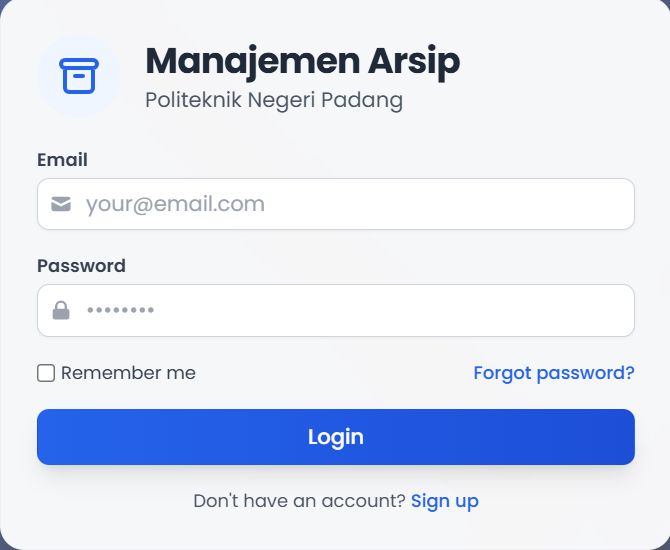 Manajemen Arsip
Politeknik Negeri Padang
Email
your@email.com
Password
••••••••
Remember me
Forgot password?
Login
Don't have an account? Sign up